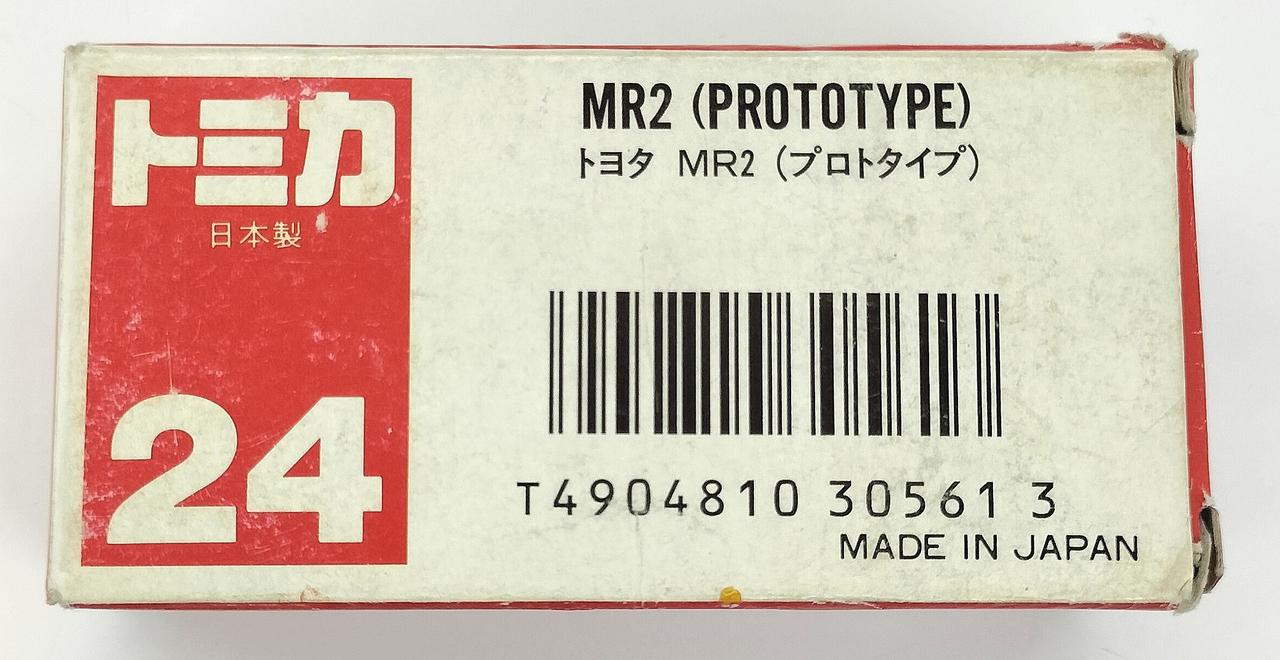 トミカ
日本製
24
MR2 (PROTOTYPE)
トヨタ MR2 (プロトタイプ)
T4904810 30561 3
MADE IN JAPAN